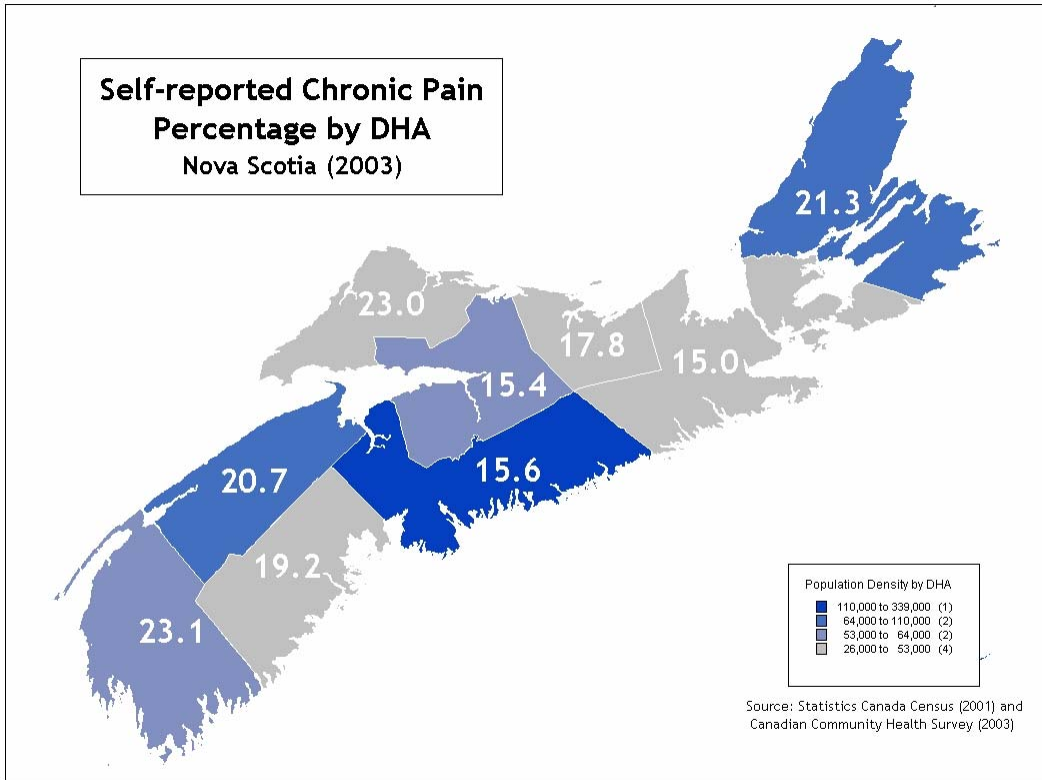 Self-reported Chronic Pain
Percentage by DHA
Nova Scotia (2003)
21.3
23.0
17.8
15.0
15.4
15.6
20.7
19.2
23.1
Population Density by DHA
110,000 to 339,000 (1)
64,000 to 110,000 (2)
53,000 to 64,000 (2)
26,000 to 53,000 (4)
Source: Statistics Canada Census (2001) and
Canadian Community Health Survey (2003)